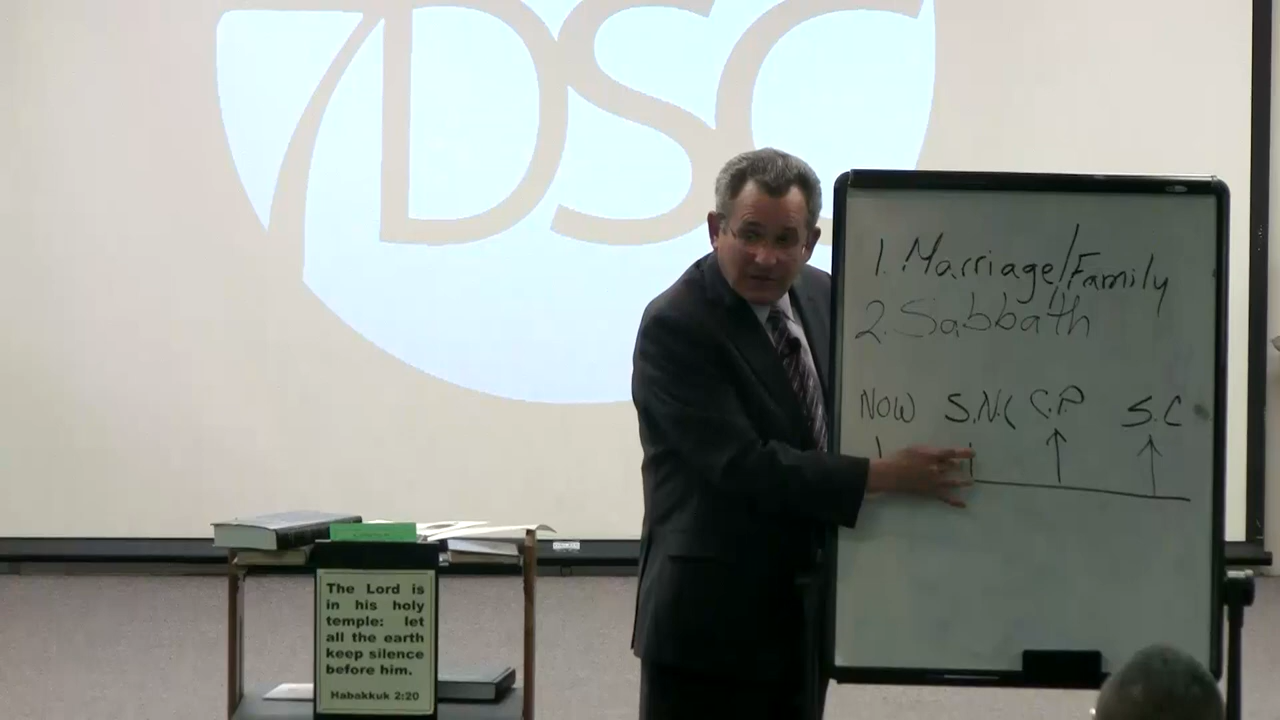 DSC
1. Marriage/Family
2. Sabbath
NOW S.N.C C.P. S.C
The Lord is
in his holy
temple: let
all the earth
keep silence
before him.
Habakkuk 2:20